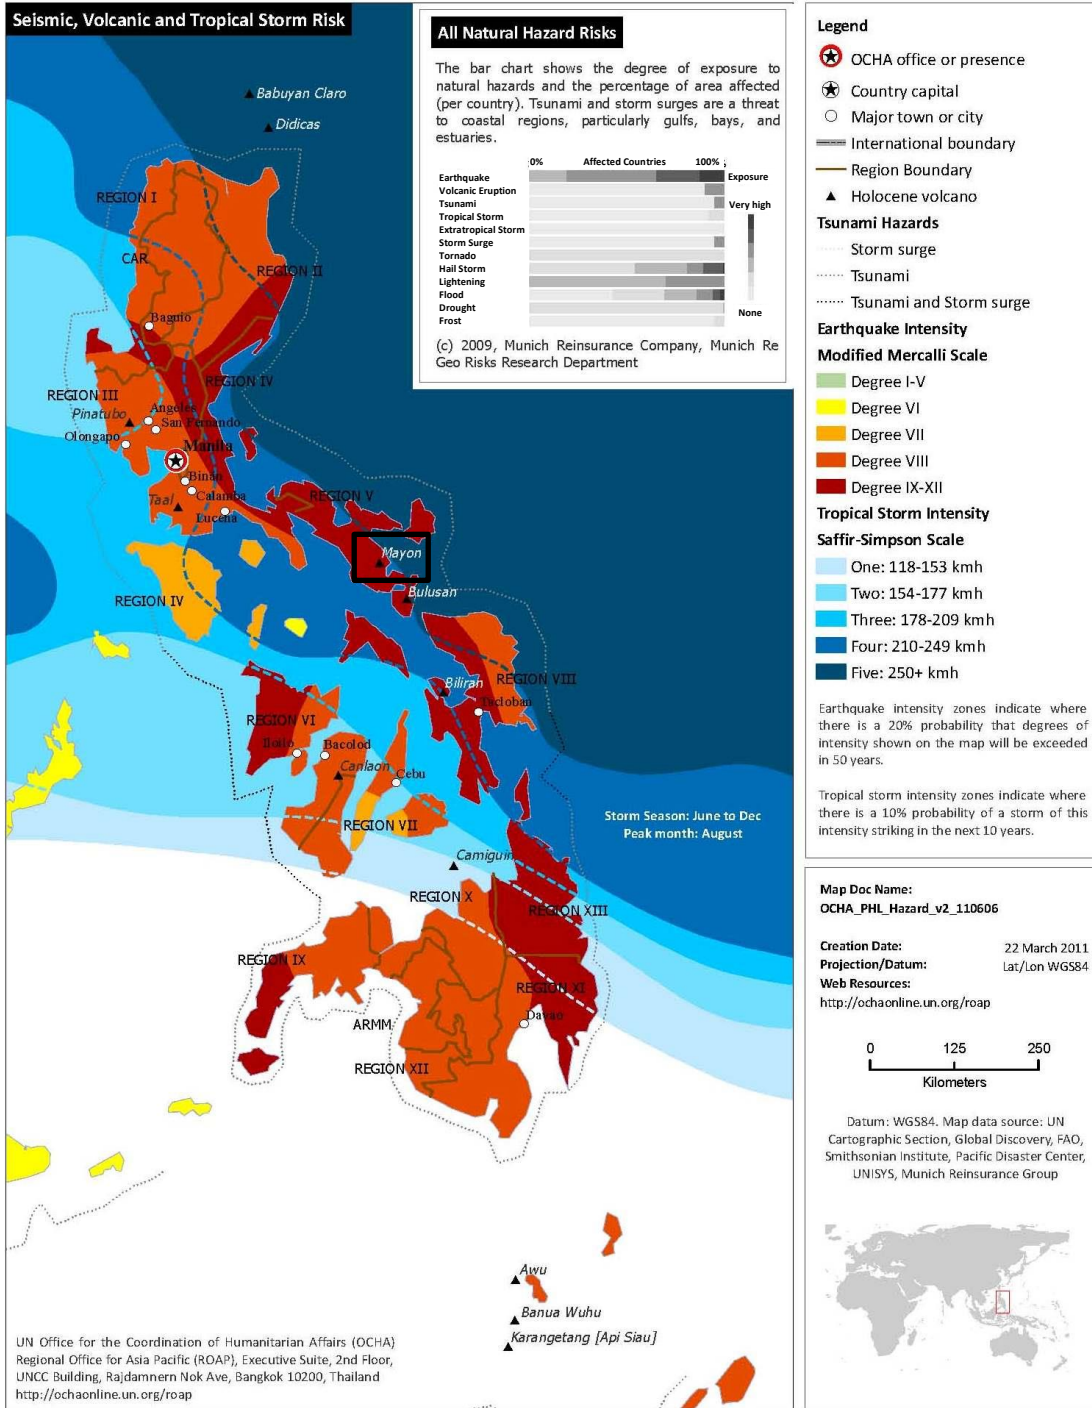 Seismic, Volcanic and Tropical Storm Risk
All Natural Hazard Risks
The bar chart shows the degree of exposure to
natural hazards and the percentage of area affected
(per country). Tsunami and storm surges are a threat
to coastal regions, particularly gulfs, bays, and
estuaries.
0% Affected Countries 100%
Earthquake Exposure
Volcanic Eruption
Tsunami Very high
Tropical Storm
Extratropical Storm
Storm Surge
Tornado
Hail Storm
Lightening
Flood
Drought None
Frost
(c) 2009, Munich Reinsurance Company, Munich Re
Geo Risks Research Department
Babuyan Claro
Didicas
REGION I
CAR
REGION II
Baguio
REGION IV
REGION III
Pinatubo
Angeles
San Fernando
Olongapo
Manila
Binan
Calamba
Taal
Lucena
REGION V
Mayon
Bulusan
REGION IV
REGION VIII
Biliran
Tacloban
REGION VI
Iloilo
Bacolod
Canlaon
Cebu
REGION VII
Storm Season: June to Dec
Peak month: August
Camiguin
REGION X
REGION XIII
REGION IX
REGION XI
Davao
ARMM
REGION XII
Awu
Banua Wuhu
Karangetang [Api Siau]
UN Office for the Coordination of Humanitarian Affairs (OCHA)
Regional Office for Asia Pacific (ROAP), Executive Suite, 2nd Floor,
UNCC Building, Rajdamnern Nok Ave, Bangkok 10200, Thailand
http://ochaonline.un.org/roap
Legend
OCHA office or presence
Country capital
Major town or city
International boundary
Region Boundary
Holocene volcano
Tsunami Hazards
Storm surge
Tsunami
Tsunami and Storm surge
Earthquake Intensity
Modified Mercalli Scale
Degree I-V
Degree VI
Degree VII
Degree VIII
Degree IX-XII
Tropical Storm Intensity
Saffir-Simpson Scale
One: 118-153 kmh
Two: 154-177 kmh
Three: 178-209 kmh
Four: 210-249 kmh
Five: 250+ kmh
Earthquake intensity zones indicate where
there is a 20% probability that degrees of
intensity shown on the map will be exceeded
in 50 years.
Tropical storm intensity zones indicate where
there is a 10% probability of a storm of this
intensity striking in the next 10 years.
Map Doc Name:
OCHA_PHL_Hazard_v2_110606
Creation Date: 22 March 2011
Projection/Datum: Lat/Lon WGS84
Web Resources:
http://ochaonline.un.org/roap
0 125 250
Kilometers
Datum: WGS84. Map data source: UN
Cartographic Section, Global Discovery, FAO,
Smithsonian Institute, Pacific Disaster Center,
UNISYS, Munich Reinsurance Group